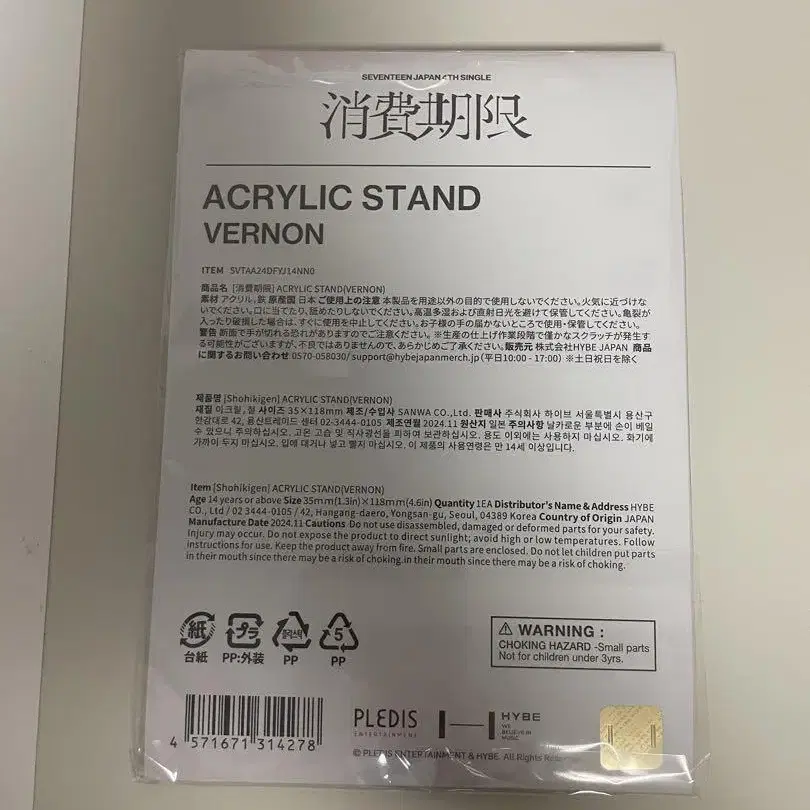 SEVENTEEN JAPAN 4TH SINGLE
消費期限
ACRYLIC STAND
VERNON
ITEM SVTAA24DFYJ14NN0
商品名 [消費期限] ACRYLIC STAND(VERNON)
素材 アクリル,鉄 原産国 日本 ご使用上の注意 本製品を用途以外の目的で使用しないでください。火気に近づけな
いでください。口に当てたり、舐めたりしないでください。高温多湿および直射日光を避けて保管してください。亀裂が
入ったり破損した場合は、すぐに使用を中止してください。お子様の手の届かないところで使用・保管してください。
警告 断面で手が切れる恐れがありますのでご注意ください。※生産の仕上げ作業段階で僅かなスクラッチが発生す
る可能性がございますが、不良ではありませんので、あらかじめご了承ください。販売元 株式会社HYBE JAPAN 商品
に関するお問い合わせ 0570-058030/ support@hybejapanmerch.jp (平日10:00 - 17:00) ※土日祝日を除く
제품명 [Shohikigen] ACRYLIC STAND(VERNON)
재질 아크릴,철 사이즈 35×118mm 제조/수입사 SANWA CO.,Ltd. 판매사 주식회사 하이브 서울특별시 용산구
한강대로 42, 용산트레이드 센터 02-3444-0105 제조연월 2024.11 원산지 일본 주의사항 날카로운 부분에 손이 베일
수 있으니 주의하십시오. 고온 고습 및 직사광선을 피하여 보관하십시오. 용도 이외에는 사용하지 마십시오. 화기에
가까이 두지 마십시오. 입에 대거나 넣고 빨지 마십시오. 이 제품의 사용연령은 만 14세 이상입니다.
Item [Shohikigen] ACRYLIC STAND(VERNON)
Age 14 years or above Size 35mm(1.3in)×118mm(4.6in) Quantity 1EA Distributor's Name & Address HYBE
CO., Ltd / 02 3444-0105 / 42, Hangang-daero, Yongsan-gu, Seoul, 04389 Korea Country of Origin JAPAN
Manufacture Date 2024.11 Cautions Do not use disassembled, damaged or deformed parts for your safety.
Injury may occur. Do not expose the product to direct sunlight; avoid high or low temperatures. Follow
instructions for use. Keep the product away from fire. Small parts are enclosed. Do not let children put parts
in their mouth since there may be a risk of choking.in their mouth since there may be a risk of choking.
紙 プラ 플라스틱 5
台紙 PP:外装 PP PP
⚠ WARNING :
CHOKING HAZARD -Small parts
Not for children under 3yrs.
4 571671 314278
PLEDIS
ENTERTAINMENT
HYBE
WE
BELIEVE IN
MUSIC
© PLEDIS ENTERTAINMENT & HYBE. All Rights